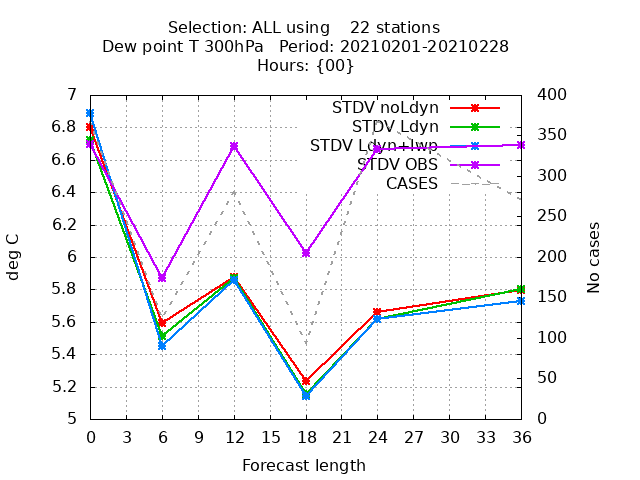 Selection: ALL using 22 stations
Dew point T 300hPa Period: 20210201-20210228
Hours: {00}
7 400
STDV noLdyn
6.8 350
STDV Ldyn
STDV Ldyn+lwp
6.6 300
STDV OBS
CASES
6.4
6.2 250
6 200
5.8 150
5.6
5.4 100
5.2 50
5 0
deg C
No cases
0 3 6 9 12 15 18 21 24 27 30 33 36
Forecast length